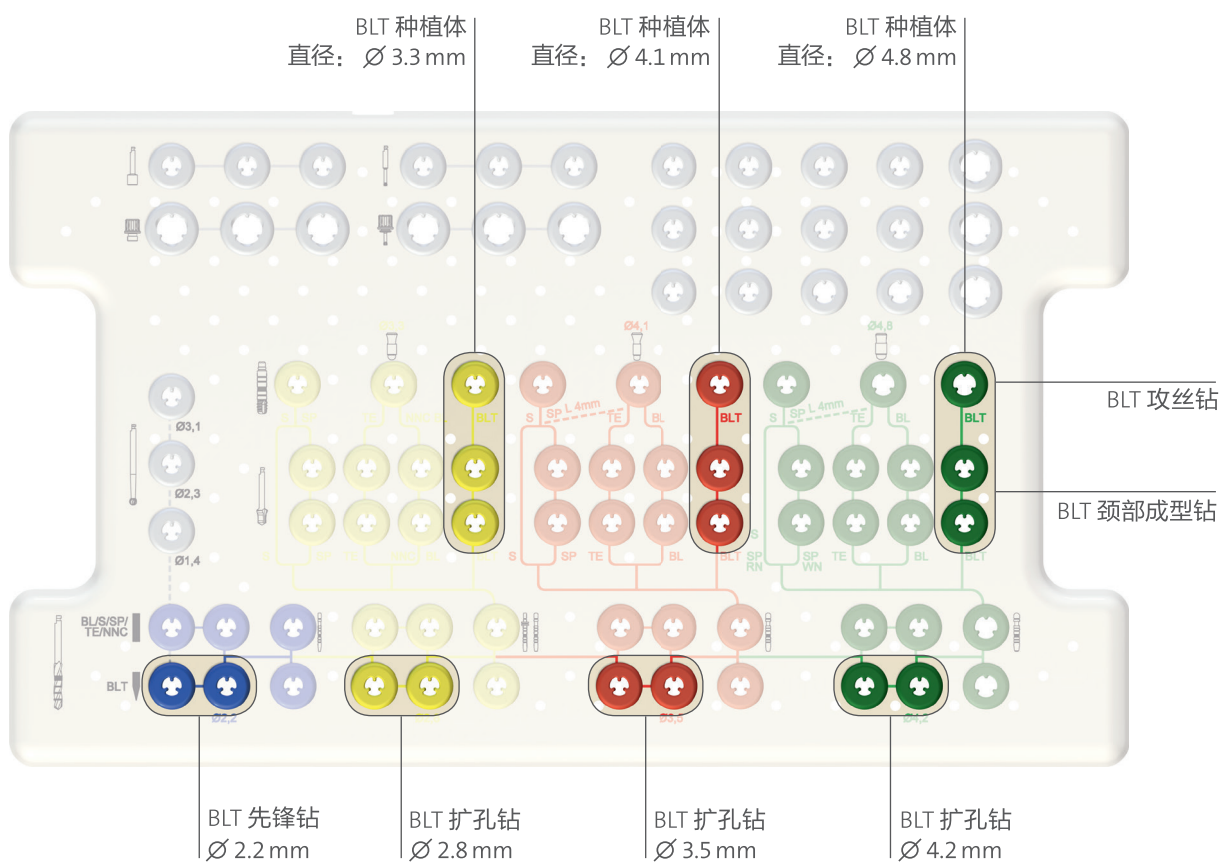 BLT 种植体
直径： Ø 3.3 mm
BLT 种植体
直径： Ø 4.1 mm
BLT 种植体
直径： Ø 4.8 mm
Ø4,1
Ø4,8
BLT 攻丝钻
S
BLT
S
SP
L 4mm
TE
BL
BLT
S
SP
L 4mm
TE
BL
BLT
Ø3,1
Ø2,3
BLT 颈部成型钻
Ø1,4
S
SP
TE
BL
BLT
S
SP
RN
SP
WN
TE
BL
BLT
BL/S/SP/
TE/NNC
BLT
Ø2,2
Ø4,2
BLT 先锋钻
Ø 2.2 mm
BLT 扩孔钻
Ø 2.8 mm
BLT 扩孔钻
Ø 3.5 mm
BLT 扩孔钻
Ø 4.2 mm